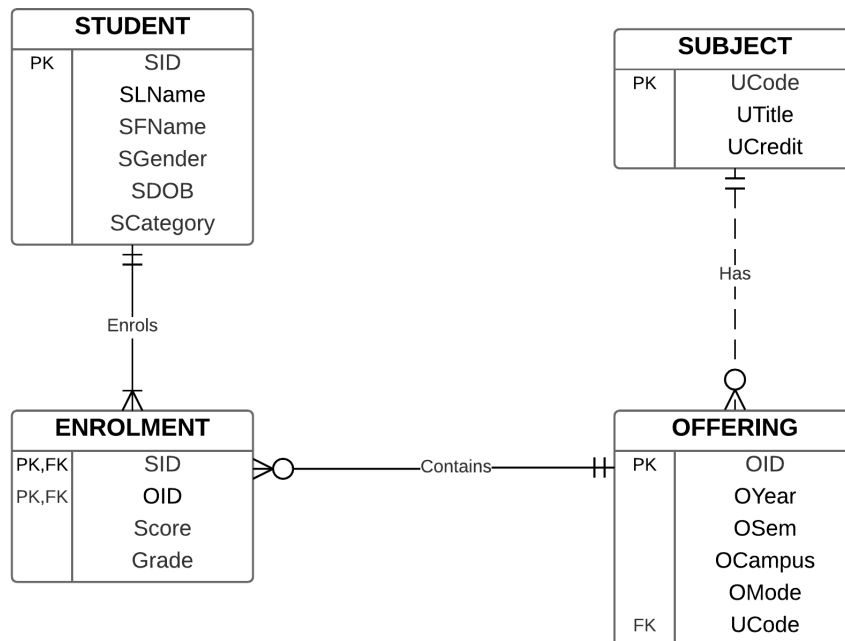 STUDENT
PK SID
SLName
SFName
SGender
SDOB
SCategory
SUBJECT
PK UCode
UTitle
UCredit
Enrols
Has
ENROLMENT
PK,FK SID
PK,FK OID
Score
Grade
Contains
OFFERING
PK OID
OYear
OSem
OCampus
OMode
FK UCode